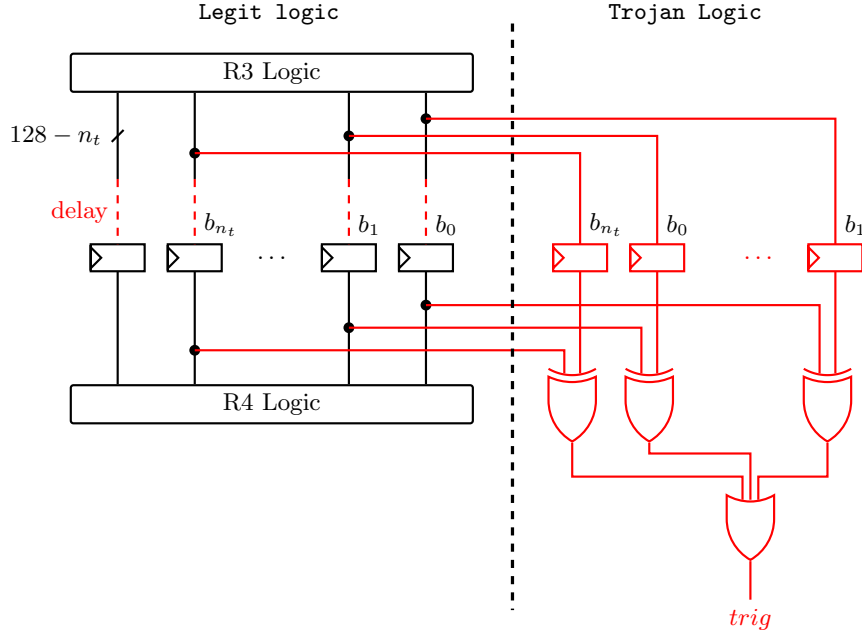 Legit logic
Trojan Logic
R3 Logic
128 − n_t
delay
b_{n_t}
b_1
b_0
b_{n_t}
b_0
b_1
...
...
R4 Logic
trig